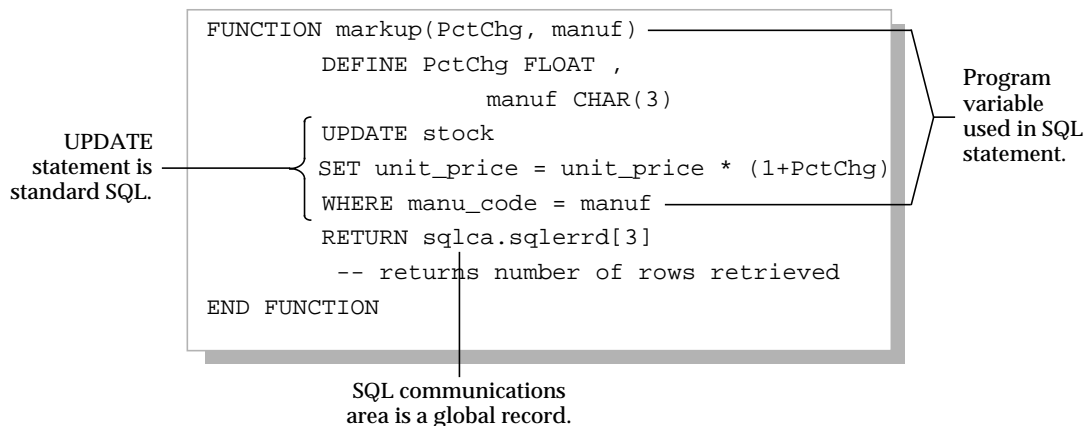 FUNCTION markup(PctChg, manuf)
DEFINE PctChg FLOAT ,
manuf CHAR(3)
UPDATE stock
SET unit_price = unit_price * (1+PctChg)
WHERE manu_code = manuf
RETURN sqlca.sqlerrd[3]
-- returns number of rows retrieved
END FUNCTION
UPDATE
statement is
standard SQL.
Program
variable
used in SQL
statement.
SQL communications
area is a global record.